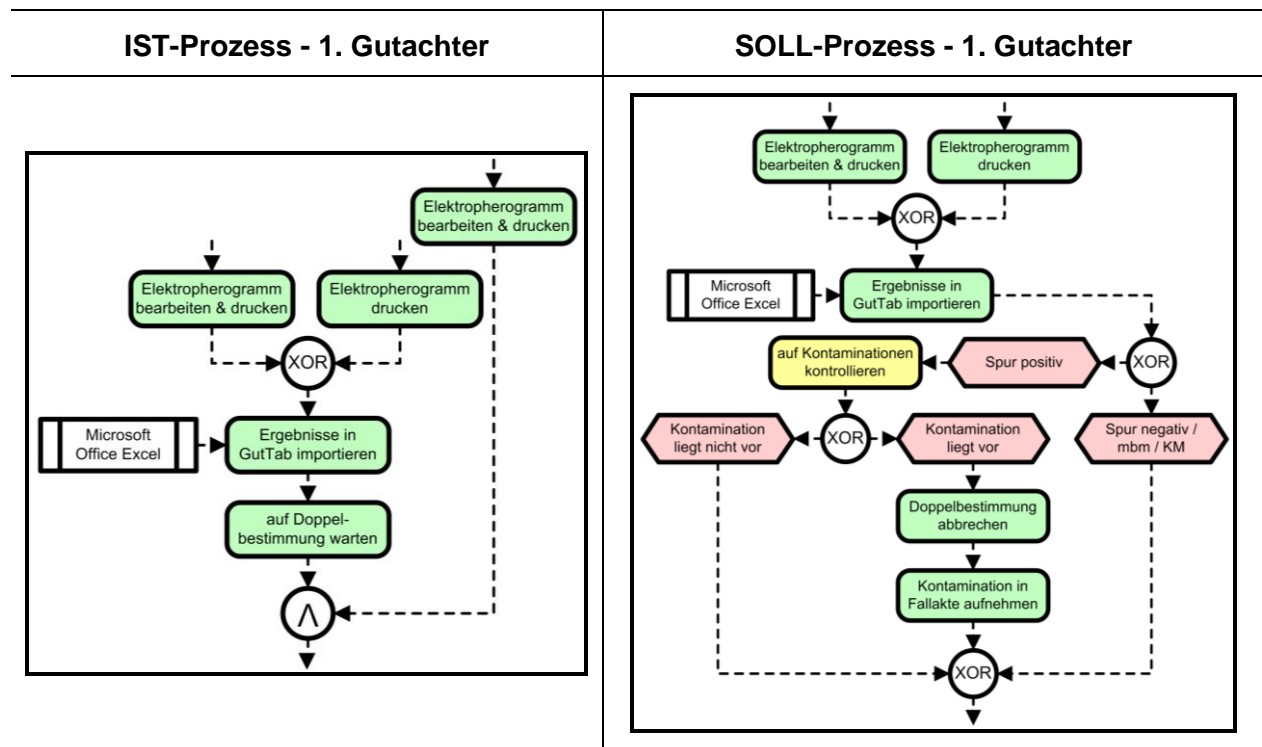 IST-Prozess - 1. Gutachter
Elektropherogramm
bearbeiten & drucken
Elektropherogramm
bearbeiten & drucken
Elektropherogramm
drucken
XOR
Microsoft
Office Excel
Ergebnisse in
GutTab importieren
auf Doppel-
bestimmung warten
Λ
SOLL-Prozess - 1. Gutachter
Elektropherogramm
bearbeiten & drucken
Elektropherogramm
drucken
XOR
Microsoft
Office Excel
Ergebnisse in
GutTab importieren
auf Kontaminationen
kontrollieren
Spur positiv
XOR
Kontamination
liegt nicht vor
XOR
Kontamination
liegt vor
Spur negativ /
mbm / KM
Doppelbestimmung
abbrechen
Kontamination in
Fallakte aufnehmen
XOR